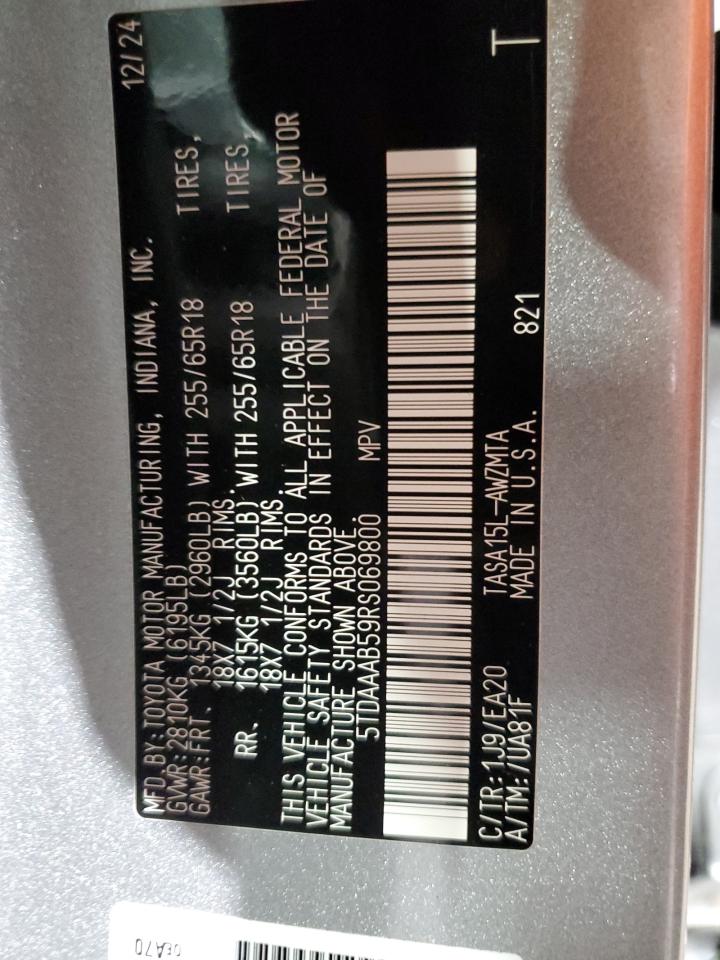 MFD.BY:TOYOTA MOTOR MANUFACTURING, INDIANA, INC. 12/24
GVWR:2810KG (6195LB)
GAWR:FRT. 1345KG (2960LB) WITH 255/65R18 TIRES,
18X7 1/2J RIMS.
RR. 1615KG (3560LB) WITH 255/65R18 TIRES,
18X7 1/2J RIMS.
THIS VEHICLE CONFORMS TO ALL APPLICABLE FEDERAL MOTOR
VEHICLE SAFETY STANDARDS IN EFFECT ON THE DATE OF
MANUFACTURE SHOWN ABOVE.
5TDAAAB59RS069800 MPV
C/TR:1J9/EA20 TASA15L-AWZMTA 821 T
A/TM:-/UA81F MADE IN U.S.A.
EA70